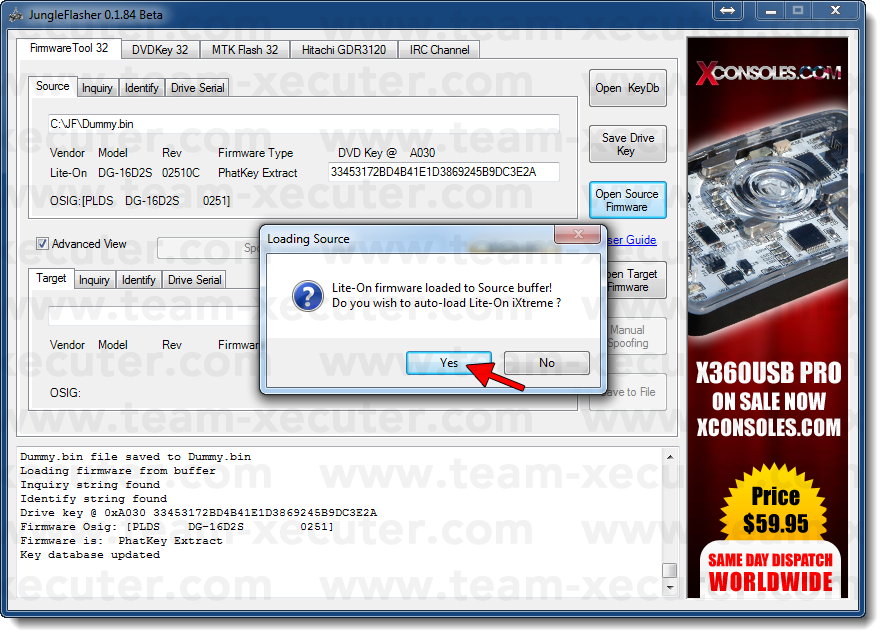 JungleFlasher 0.1.84 Beta
FirmwareTool 32 DVDKey 32 MTK Flash 32 Hitachi GDR3120 IRC Channel
Source Inquiry Identify Drive Serial
C:\JF\Dummy.bin
Vendor Model Rev Firmware Type DVD Key @ A030
Lite-On DG-16D2S 02510C PhatKey Extract 33453172BD4B41E1D3869245B9DC3E2A
OSIG:[PLDS DG-16D2S 0251]
Open KeyDb
Save Drive
Key
Open Source
Firmware
Advanced View
Spo
ser Guide
Loading Source
Lite-On firmware loaded to Source buffer!
Do you wish to auto-load Lite-On iXtreme ?
Yes No
Target Inquiry Identify Drive Serial
Vendor Model Rev Firmwar
OSIG:
pen Target
Firmware
Manual
Spoofing
ave to File
Dummy.bin file saved to Dummy.bin
Loading firmware from buffer
Inquiry string found
Identify string found
Drive key @ 0xA030 33453172BD4B41E1D3869245B9DC3E2A
Firmware Osig: [PLDS DG-16D2S 0251]
Firmware is: PhatKey Extract
Key database updated
XCONSOLES.COM
X360USB PRO
ON SALE NOW
XCONSOLES.COM
Price
$59.95
SAME DAY DISPATCH
WORLDWIDE
www.team-xecuter.com